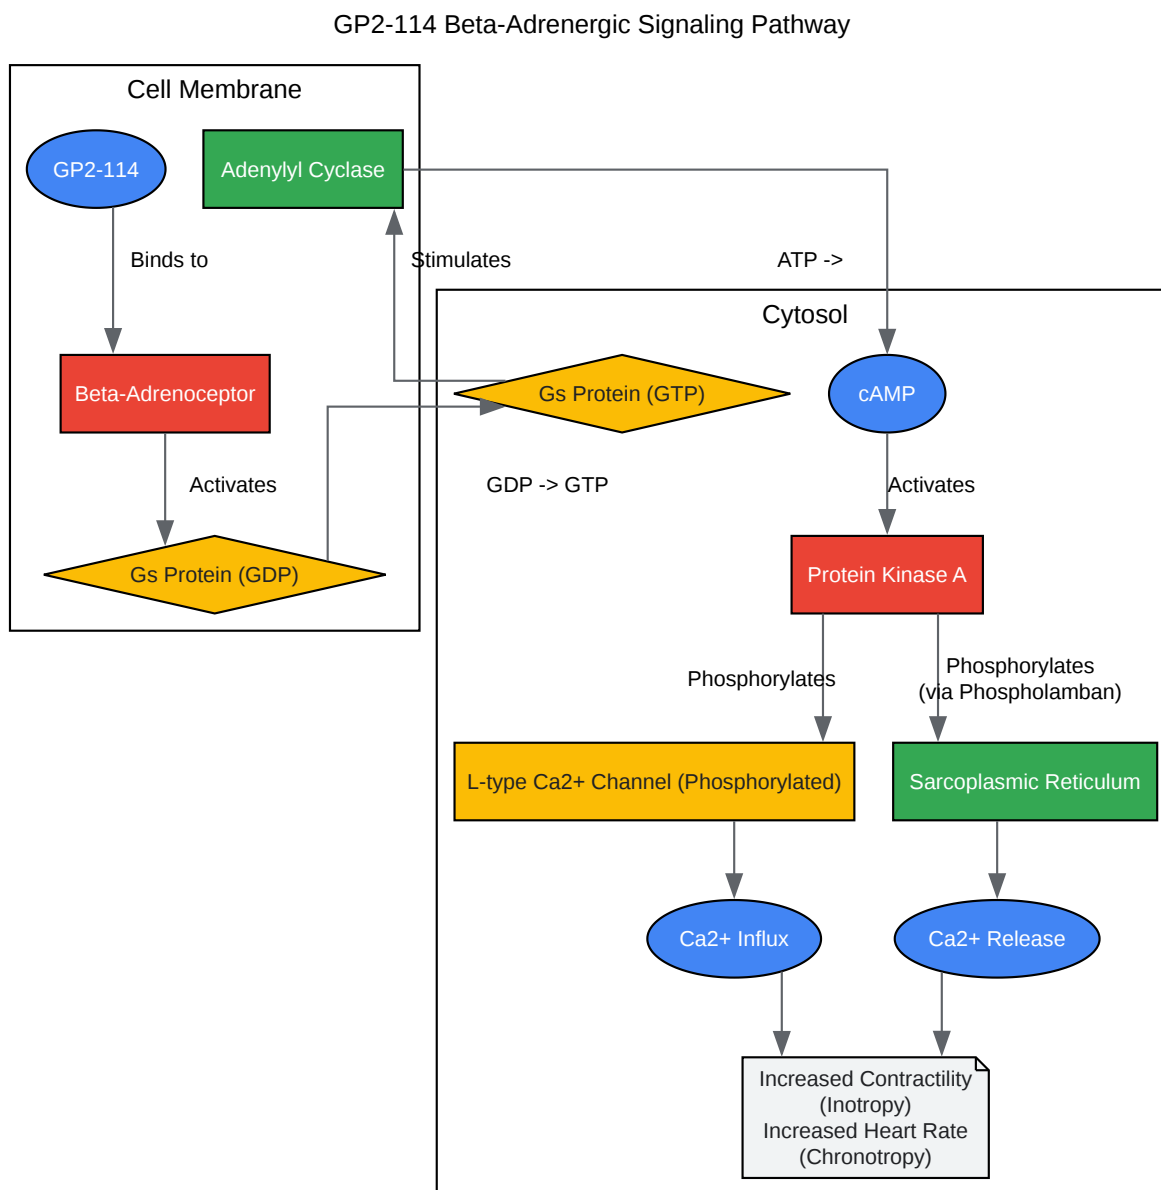 GP2-114 Beta-Adrenergic Signaling Pathway
Cell Membrane
GP2-114
Adenylyl Cyclase
Binds to
Stimulates
ATP ->
Cytosol
Beta-Adrenoceptor
Gs Protein (GTP)
cAMP
Activates
GDP -> GTP
Activates
Gs Protein (GDP)
Protein Kinase A
Phosphorylates
Phosphorylates
(via Phospholamban)
L-type Ca2+ Channel (Phosphorylated)
Sarcoplasmic Reticulum
Ca2+ Influx
Ca2+ Release
Increased Contractility
(Inotropy)
Increased Heart Rate
(Chronotropy)